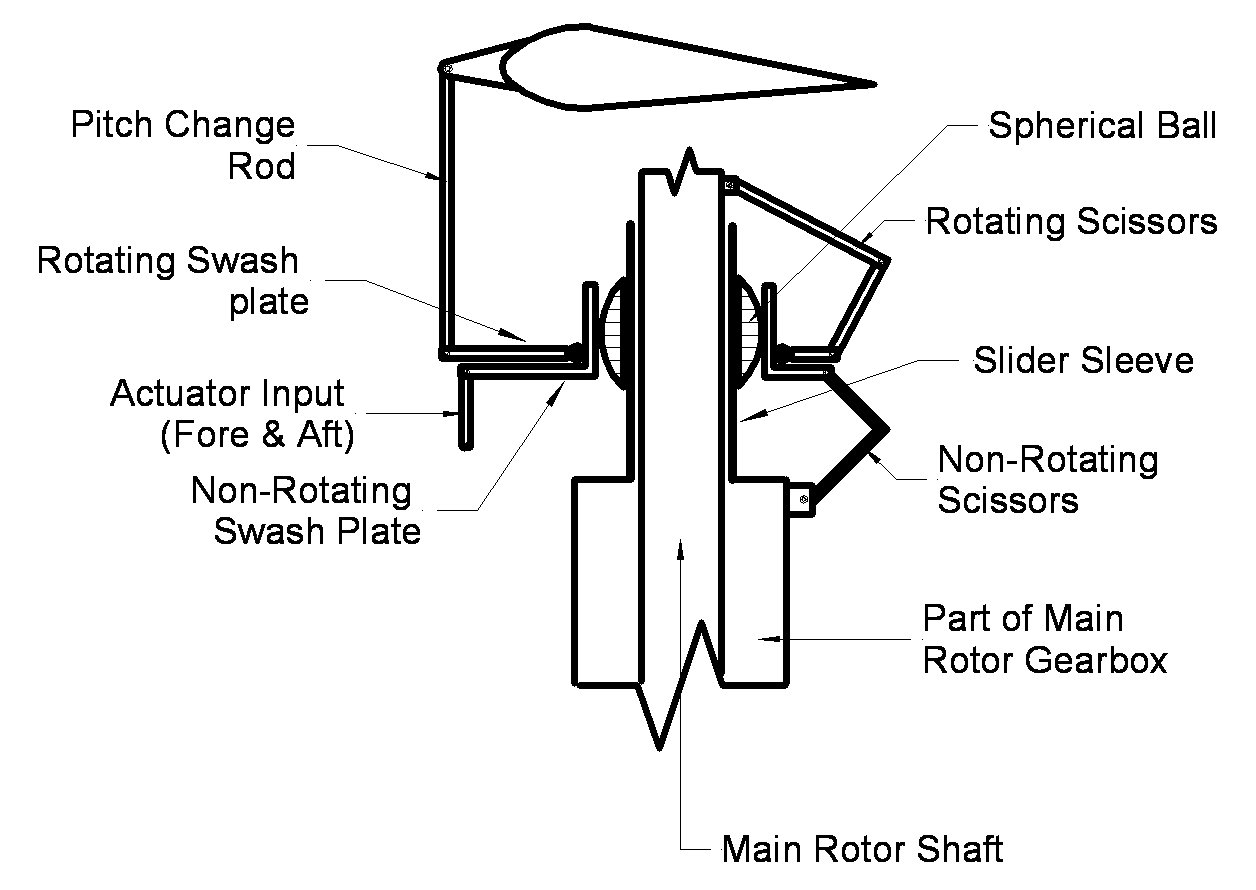 Pitch Change
Rod
Spherical Ball
Rotating Scissors
Rotating Swash
plate
Slider Sleeve
Actuator Input
(Fore & Aft)
Non-Rotating
Scissors
Non-Rotating
Swash Plate
Part of Main
Rotor Gearbox
Main Rotor Shaft